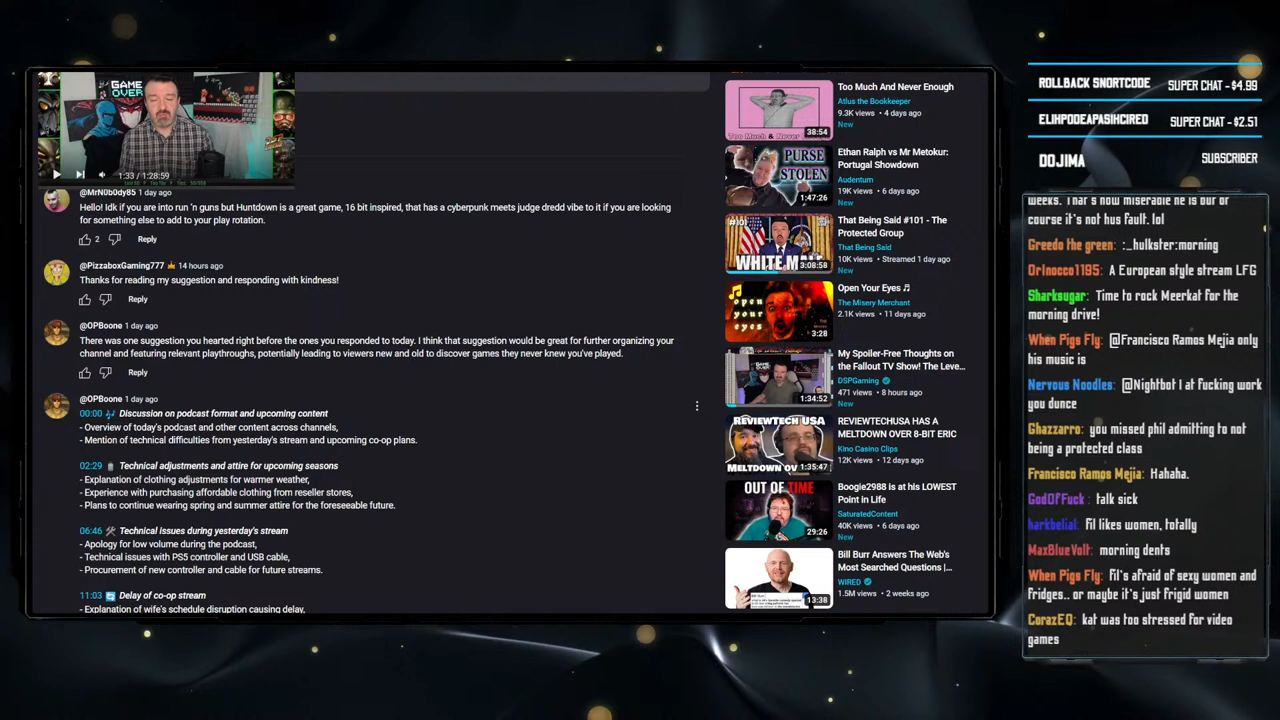 GAME
OVER
1:33 / 1:28:59
@MrN0b0dy85 1 day ago
Hello! Idk if you are into run 'n guns but Huntdown is a great game, 16 bit inspired, that has a cyberpunk meets judge dredd vibe to it if you are looking
for something else to add to your play rotation.
2 Reply
@PizzaboxGaming777 14 hours ago
Thanks for reading my suggestion and responding with kindness!
Reply
@OPBoone 1 day ago
There was one suggestion you hearted right before the ones you responded to today. I think that suggestion would be great for further organizing your
channel and featuring relevant playthroughs, potentially leading to viewers new and old to discover games they never knew you've played.
Reply
@OPBoone 1 day ago
00:00 🎶 Discussion on podcast format and upcoming content
- Overview of today's podcast and other content across channels,
- Mention of technical difficulties from yesterday's stream and upcoming co-op plans.
02:29 Technical adjustments and attire for upcoming seasons
- Explanation of clothing adjustments for warmer weather,
- Experience with purchasing affordable clothing from reseller stores,
- Plans to continue wearing spring and summer attire for the foreseeable future.
06:46 🛠 Technical issues during yesterday's stream
- Apology for low volume during the podcast,
- Technical issues with PS5 controller and USB cable,
- Procurement of new controller and cable for future streams.
11:03 🔄 Delay of co-op stream
- Explanation of wife's schedule disruption causing delay,
Too Much & Never
38:54
Too Much And Never Enough
Atlus the Bookkeeper
9.3K views • 4 days ago
New
PURSE
STOLEN
1:47:26
Ethan Ralph vs Mr Metokur:
Portugal Showdown
Audentum
19K views • 6 days ago
New
WHITE MAL
3:08:58
That Being Said #101 - The
Protected Group
That Being Said
10K views • Streamed 1 day ago
New
open
your
eyes
3:28
Open Your Eyes ♫
The Misery Merchant
2.1K views • 11 days ago
1:34:52
My Spoiler-Free Thoughts on
the Fallout TV Show! The Leve...
DSPGaming
471 views • 8 hours ago
New
REVIEWTECH USA
MELTDOWN OV
1:35:47
REVIEWTECHUSA HAS A
MELTDOWN OVER 8-BIT ERIC
Kino Casino Clips
12K views • 12 days ago
OUT OF TIME
29:26
Boogie2988 is at his LOWEST
Point in Life
SaturatedContent
40K views • 6 days ago
New
13:38
Bill Burr Answers The Web's
Most Searched Questions |...
WIRED
1.5M views • 2 weeks ago
ROLLBACK SNORTCODE SUPER CHAT - $4.99
ELIHPODEAPASIHCIRED SUPER CHAT - $2.51
DOJIMA SUBSCRIBER
weeks. That's how miserable he is but of
course it's not hus fault. lol
Greedo the green: :_hulkster:morning
Orlnocco1195: A European style stream LFG
Sharksugar: Time to rock Meerkat for the
morning drive!
When Pigs Fly: @Francisco Ramos Mejia only
his music is
Nervous Noodles: @Nightbot I at fucking work
you dunce
Ghazzarro: you missed phil admitting to not
being a protected class
Francisco Ramos Mejia: Hahaha.
GodOfFuck: talk sick
harkbelial: fil likes women, totally
MaxBlueVolt: morning dents
When Pigs Fly: fil's afraid of sexy women and
fridges.. or maybe it's just frigid women
CorazEQ: kat was too stressed for video
games